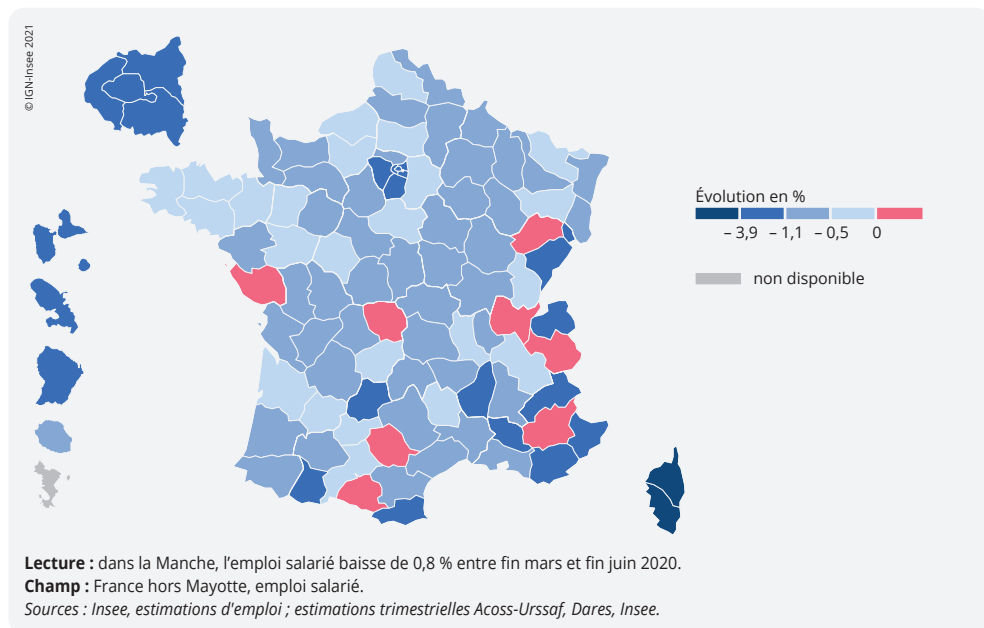 © IGN-Insee 2021
Évolution en %
– 3,9 – 1,1 – 0,5 0
non disponible
Lecture : dans la Manche, l'emploi salarié baisse de 0,8 % entre fin mars et fin juin 2020.
Champ : France hors Mayotte, emploi salarié.
Sources : Insee, estimations d'emploi ; estimations trimestrielles Acoss-Urssaf, Dares, Insee.